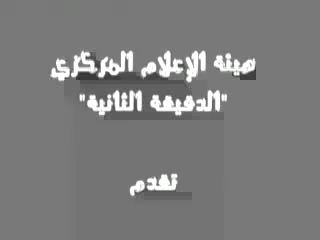 هيئة الإعلام المركزي
"الدقيقة الثانية"
تقدم